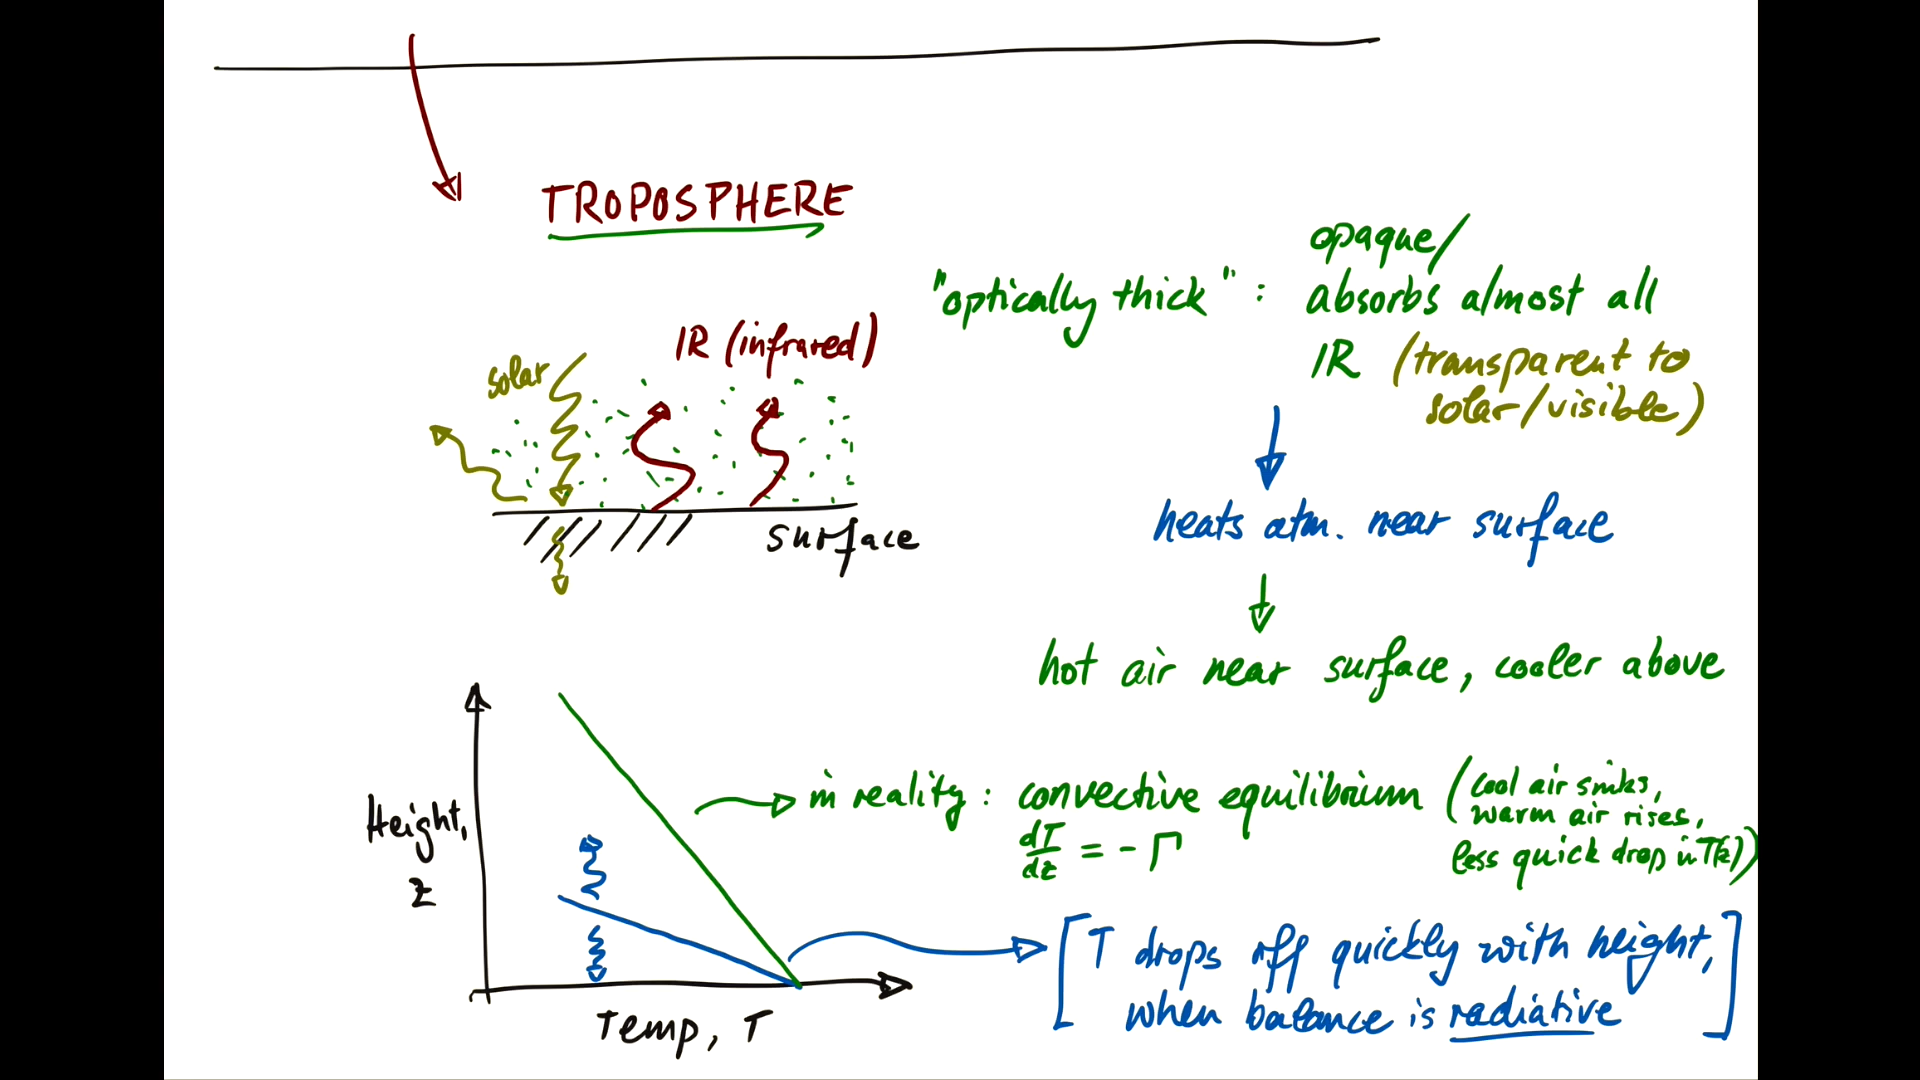 TROPOSPHERE
solar
IR (infrared)
surface
opaque/
"optically thick" : absorbs almost all
IR (transparent to
solar/visible)
heats atm. near surface
hot air near surface, cooler above
Height,
z
Temp, T
in reality : convective equilibrium (cool air sinks,
warm air rises,
less quick drop in T(z))
dT/dz = - Γ
[T drops off quickly with height,
when balance is radiative]